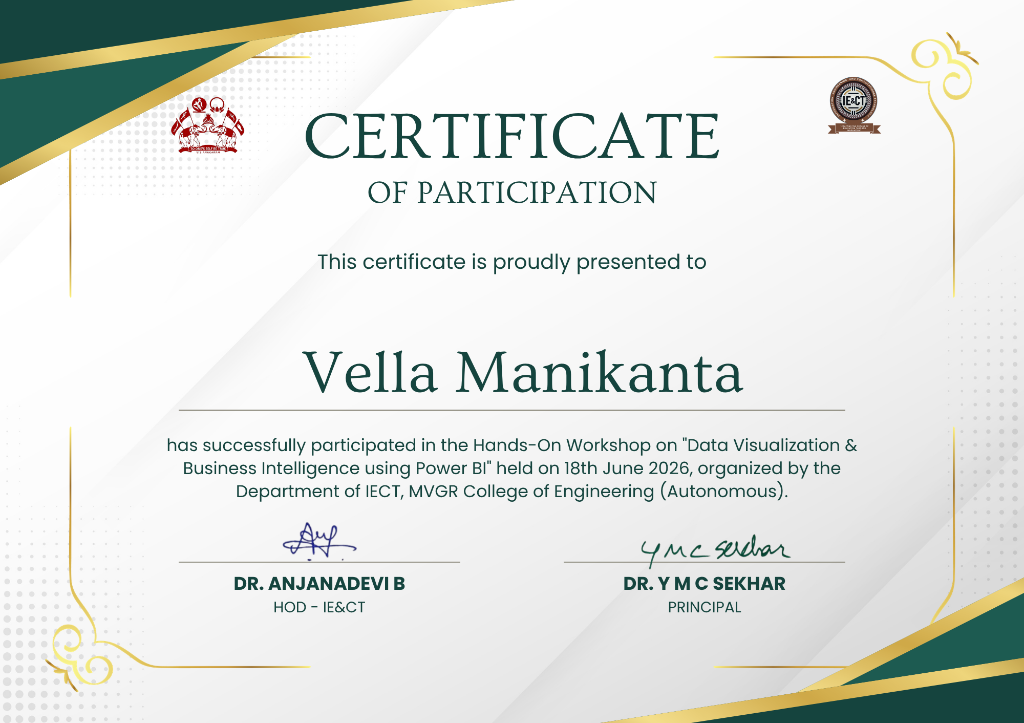 IE&CT
CERTIFICATE
OF PARTICIPATION
This certificate is proudly presented to
Vella Manikanta
has successfully participated in the Hands-On Workshop on "Data Visualization &
Business Intelligence using Power BI" held on 18th June 2026, organized by the
Department of IECT, MVGR College of Engineering (Autonomous).
Y M C Sekhar
DR. ANJANADEVI B
DR. Y M C SEKHAR
HOD - IE&CT
PRINCIPAL